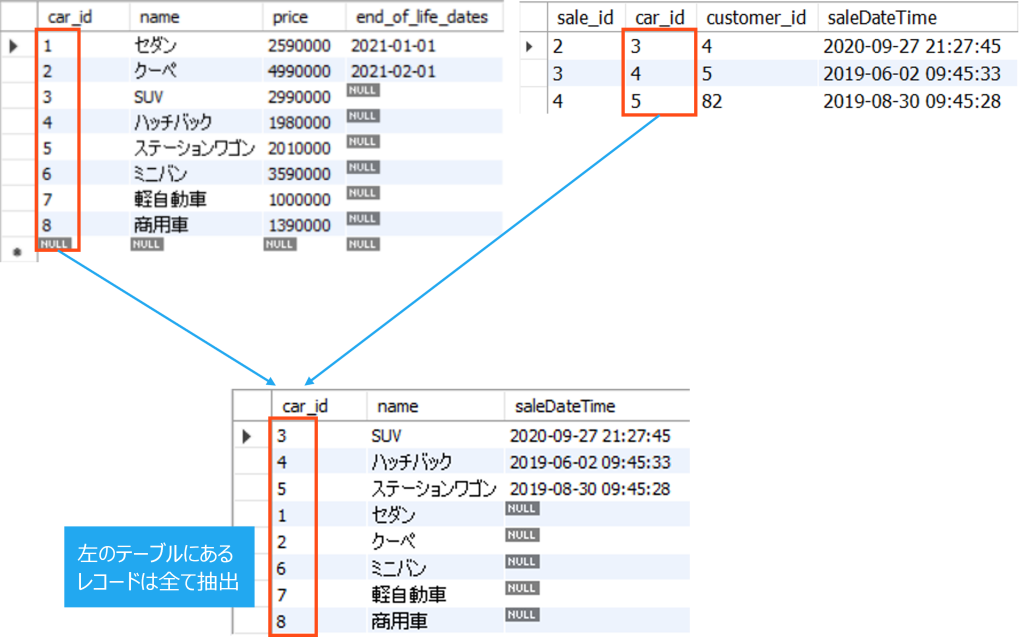 car_id name price end_of_life_dates
1 セダン 2590000 2021-01-01
2 クーペ 4990000 2021-02-01
3 SUV 2990000 NULL
4 ハッチバック 1980000 NULL
5 ステーションワゴン 2010000 NULL
6 ミニバン 3590000 NULL
7 軽自動車 1000000 NULL
8 商用車 1390000 NULL
NULL NULL NULL NULL
sale_id car_id customer_id saleDateTime
2 3 4 2020-09-27 21:27:45
3 4 5 2019-06-02 09:45:33
4 5 82 2019-08-30 09:45:28
car_id name saleDateTime
3 SUV 2020-09-27 21:27:45
4 ハッチバック 2019-06-02 09:45:33
5 ステーションワゴン 2019-08-30 09:45:28
1 セダン NULL
2 クーペ NULL
6 ミニバン NULL
7 軽自動車 NULL
8 商用車 NULL
左のテーブルにある
レコードは全て抽出